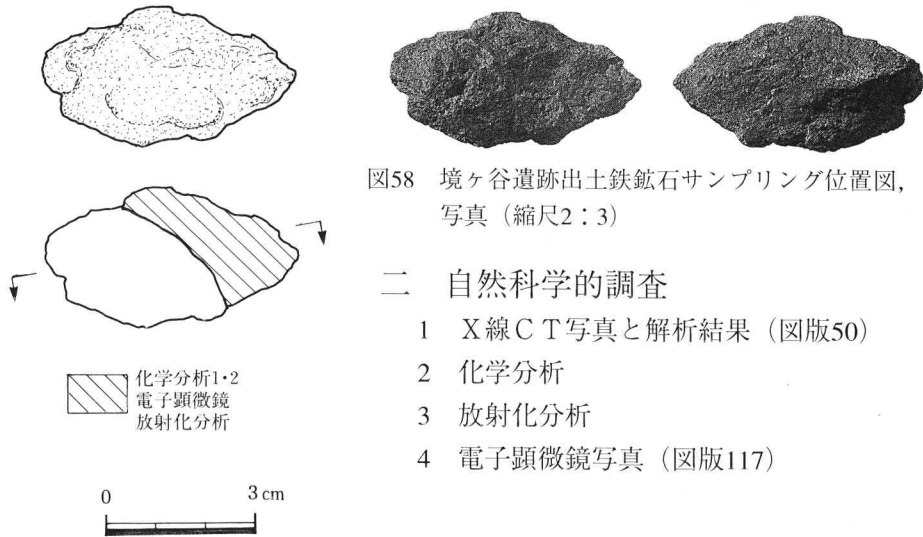 図58 境ヶ谷遺跡出土鉄鉱石サンプリング位置図,
写真（縮尺2：3）
二 自然科学的調査
1 X線CT写真と解析結果（図版50）
2 化学分析
3 放射化分析
4 電子顕微鏡写真（図版117）
化学分析1・2
電子顕微鏡
放射化分析
0 3 cm